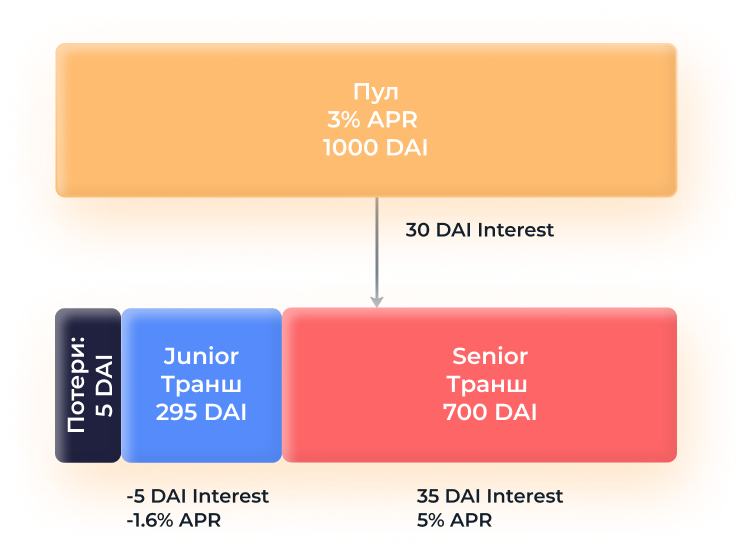 Пул
3% APR
1000 DAI
30 DAI Interest
Потери:
5 DAI
Junior
Транш
295 DAI
Senior
Транш
700 DAI
-5 DAI Interest
-1.6% APR
35 DAI Interest
5% APR